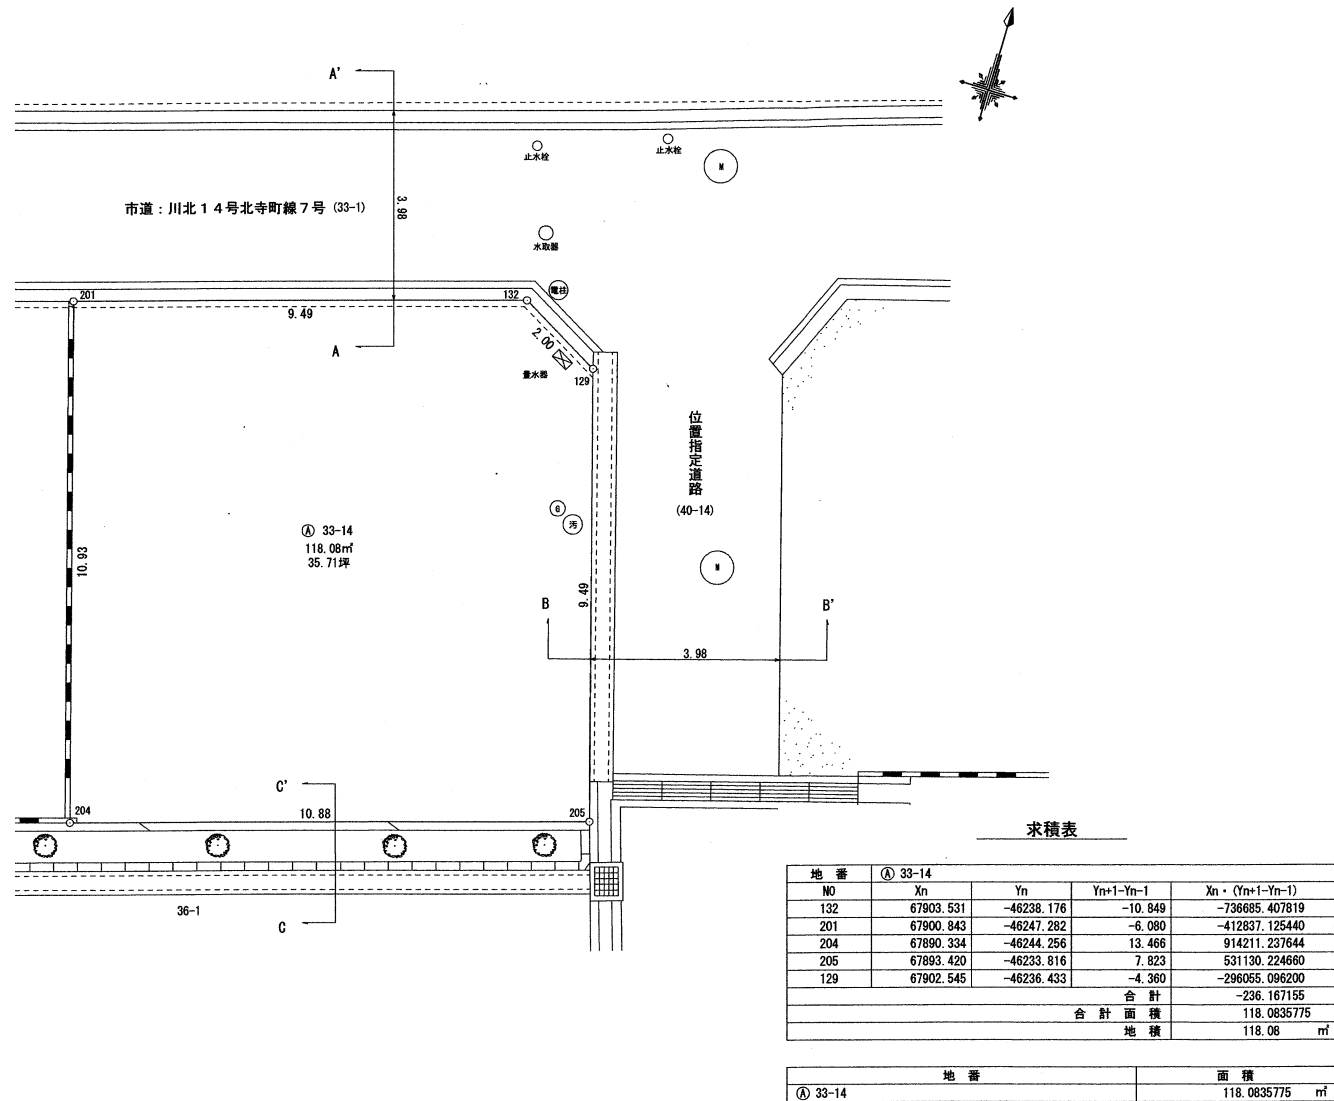 A'
止水栓
止水栓
M
市道：川北１４号北寺町線７号 (33-1)
3.98
水取器
電柱
201
132
9.49
2.00
A
量水器
129
位置指定道路
(40-14)
G
汚
Ⓐ 33-14
118.08㎡
35.71坪
10.93
M
9.49
B
B'
3.98
C'
204
10.88
205
36-1
C
求積表
地 番 Ⓐ 33-14
NO Xn Yn Yn+1-Yn-1 Xn・(Yn+1-Yn-1)
132 67903.531 -46238.176 -10.849 -736685.407819
201 67900.843 -46247.282 -6.080 -412837.125440
204 67890.334 -46244.256 13.466 914211.237644
205 67893.420 -46233.816 7.823 531130.224660
129 67902.545 -46236.433 -4.360 -296055.096200
合 計 -236.167155
合 計 面 積 118.0835775
地 積 118.08 ㎡
地 番 面 積
Ⓐ 33-14 118.0835775 ㎡